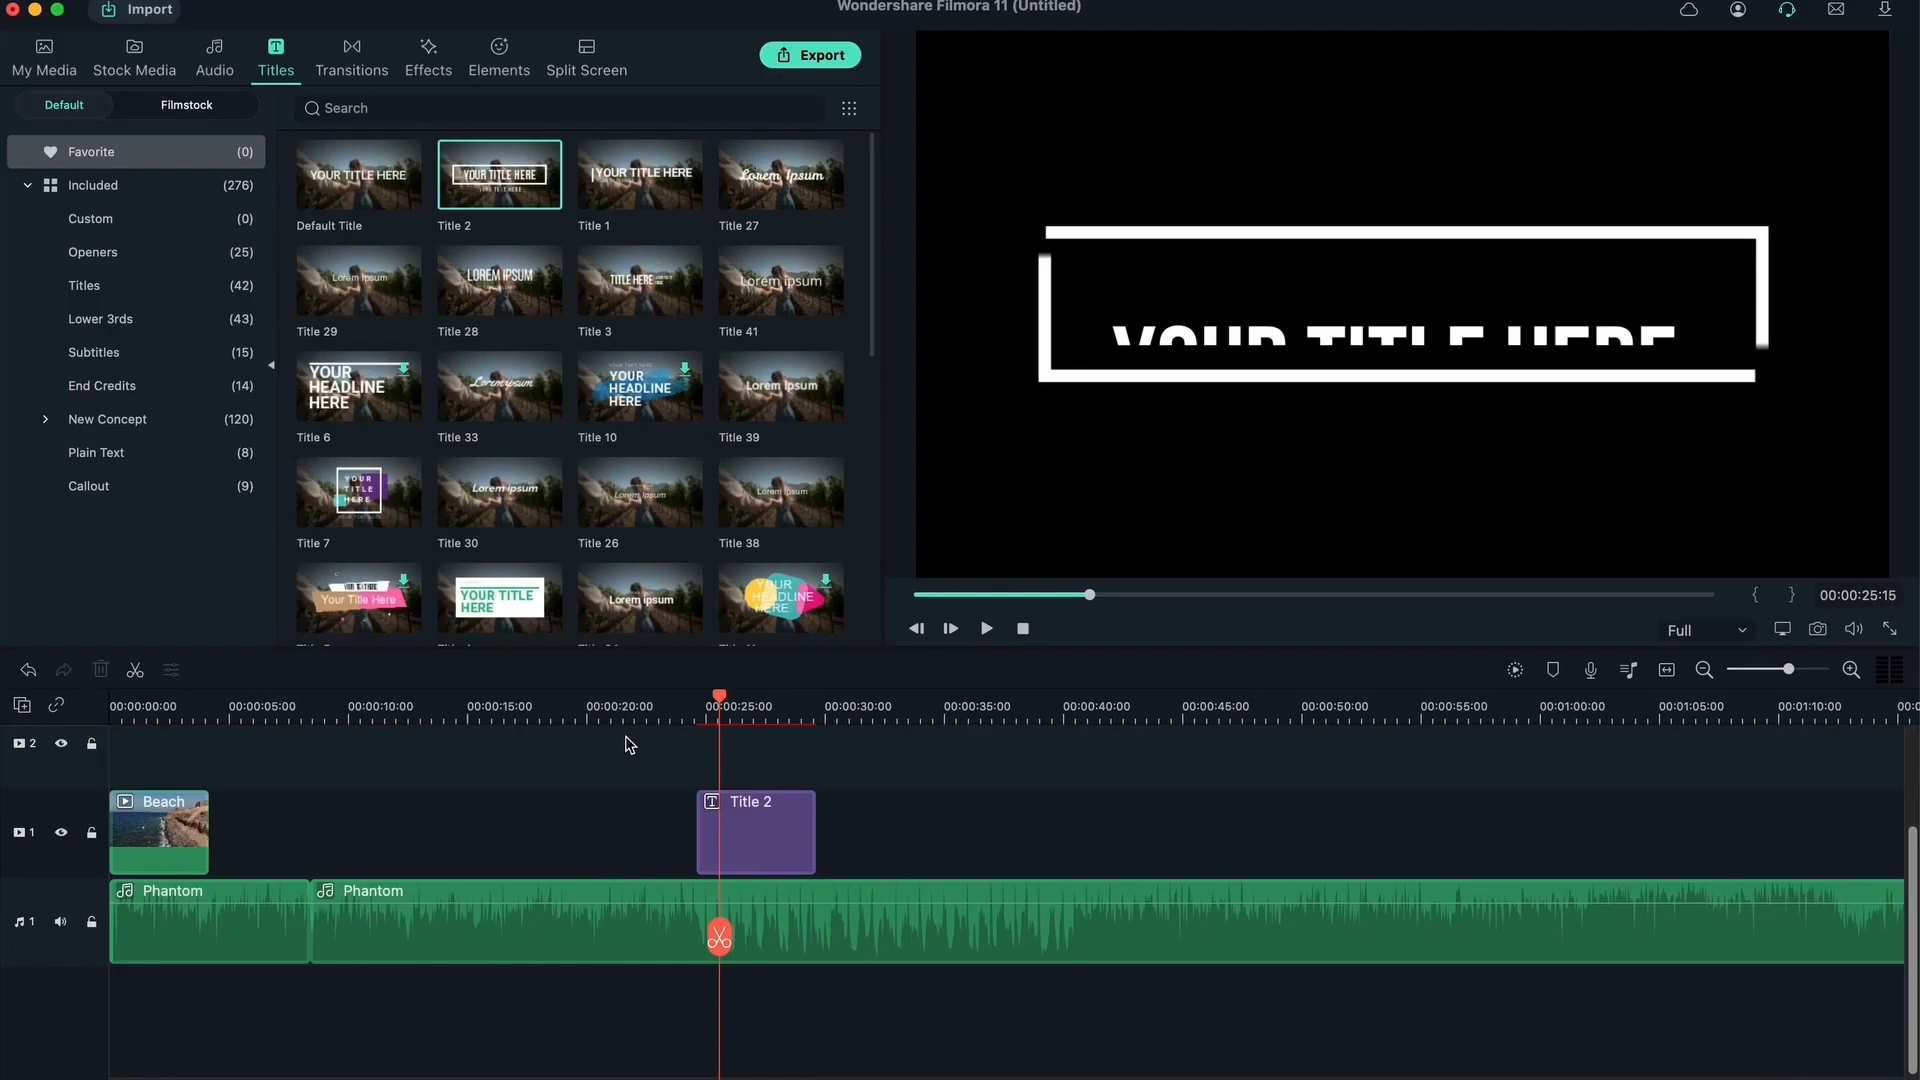 Import
Wondershare Filmora 11 (Untitled)
My Media
Stock Media
Audio
Titles
Transitions
Effects
Elements
Split Screen
Export
Default
Filmstock
Search
Favorite (0)
Included (276)
Custom (0)
Openers (25)
Titles (42)
Lower 3rds (43)
Subtitles (15)
End Credits (14)
New Concept (120)
Plain Text (8)
Callout (9)
YOUR TITLE HERE
YOUR TITLE HERE
YOUR TITLE HERE
Lorem Ipsum
Default Title
Title 2
Title 1
Title 27
Lorem Ipsum
LOREM IPSUM
TITLE HERE
Lorem ipsum
Title 29
Title 28
Title 3
Title 41
YOUR
HEADLINE
HERE
Lorem ipsum
YOUR
HEADLINE
HERE
Lorem Ipsum
Title 6
Title 33
Title 10
Title 39
YOUR
TITLE
HERE
Lorem ipsum
Lorem ipsum
Lorem ipsum
Title 7
Title 30
Title 26
Title 38
Your Title Here
YOUR TITLE
HERE
Lorem ipsum
YOUR
HEADLINE
HERE
YOUR TITLE HERE
00:00:25:15
Full
00:00:00:00
00:00:05:00
00:00:10:00
00:00:15:00
00:00:20:00
00:00:25:00
00:00:30:00
00:00:35:00
00:00:40:00
00:00:45:00
00:00:50:00
00:00:55:00
00:01:00:00
00:01:05:00
00:01:10:00
2
Beach
Title 2
1
Phantom
Phantom
1